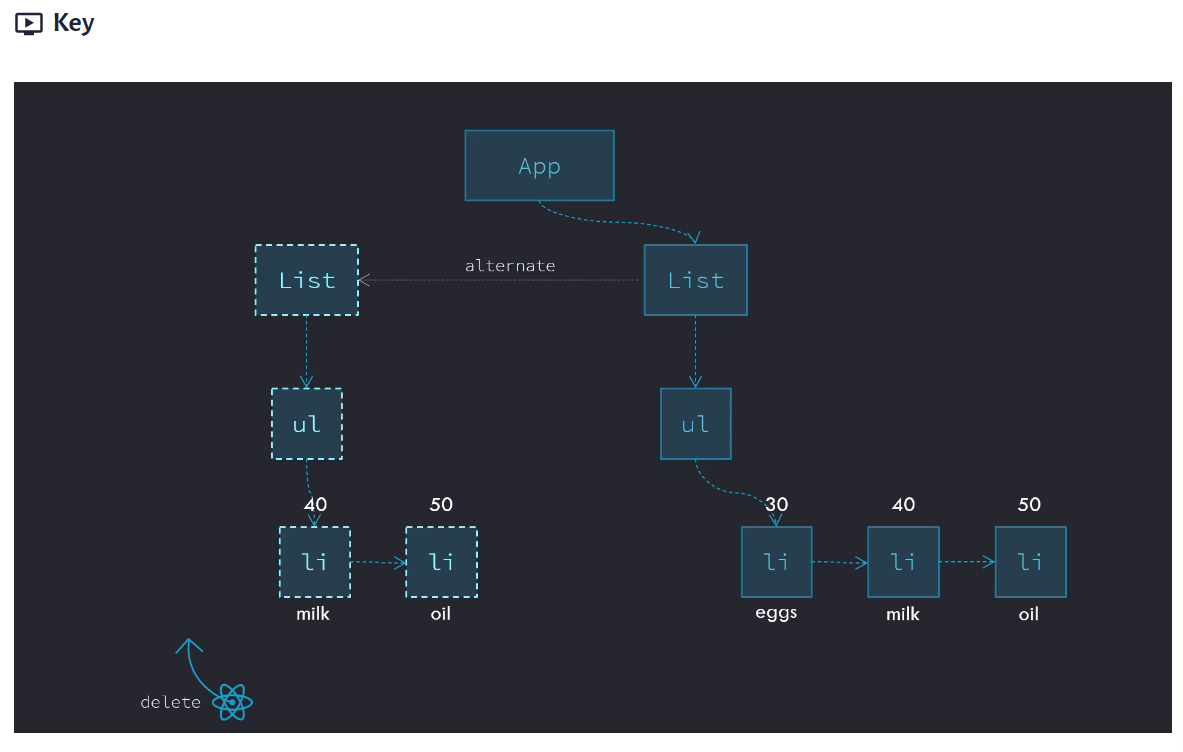 Key
App
List
alternate
List
ul
ul
40
50
30
40
50
li
li
li
li
li
milk
oil
eggs
milk
oil
delete